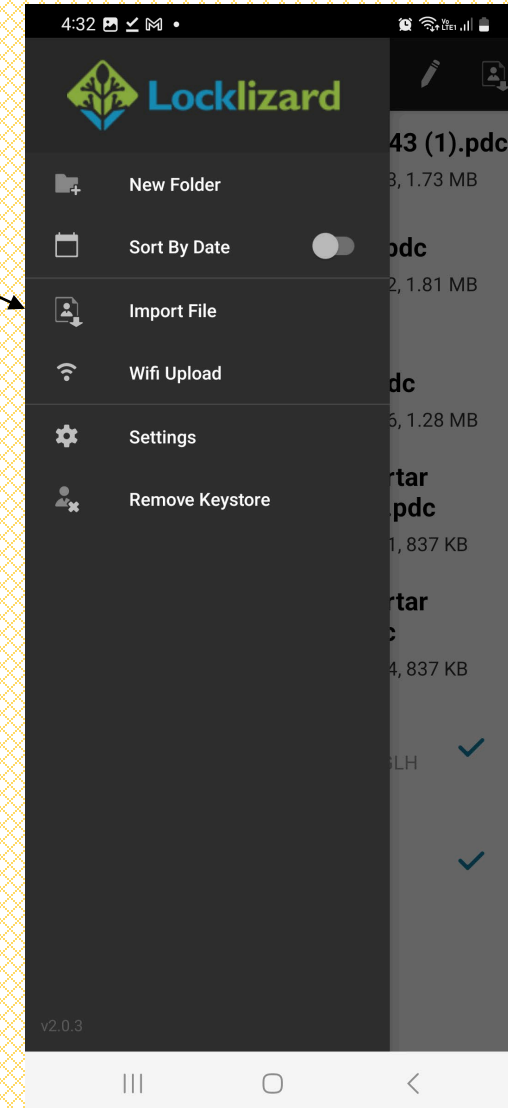 4:32
Locklizard
43 (1).pdc
3, 1.73 MB
New Folder
Sort By Date
pdc
2, 1.81 MB
Import File
Wifi Upload
dc
6, 1.28 MB
Settings
rtar
.pdc
Remove Keystore
1, 837 KB
rtar
4, 837 KB
LH
v2.0.3